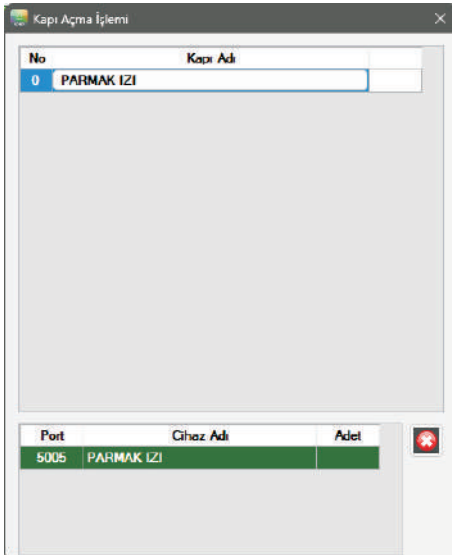 Kapı Açma İşlemi
No Kapı Adı
0 PARMAK IZI
Port Cihaz Adı Adet
5005 PARMAK IZI